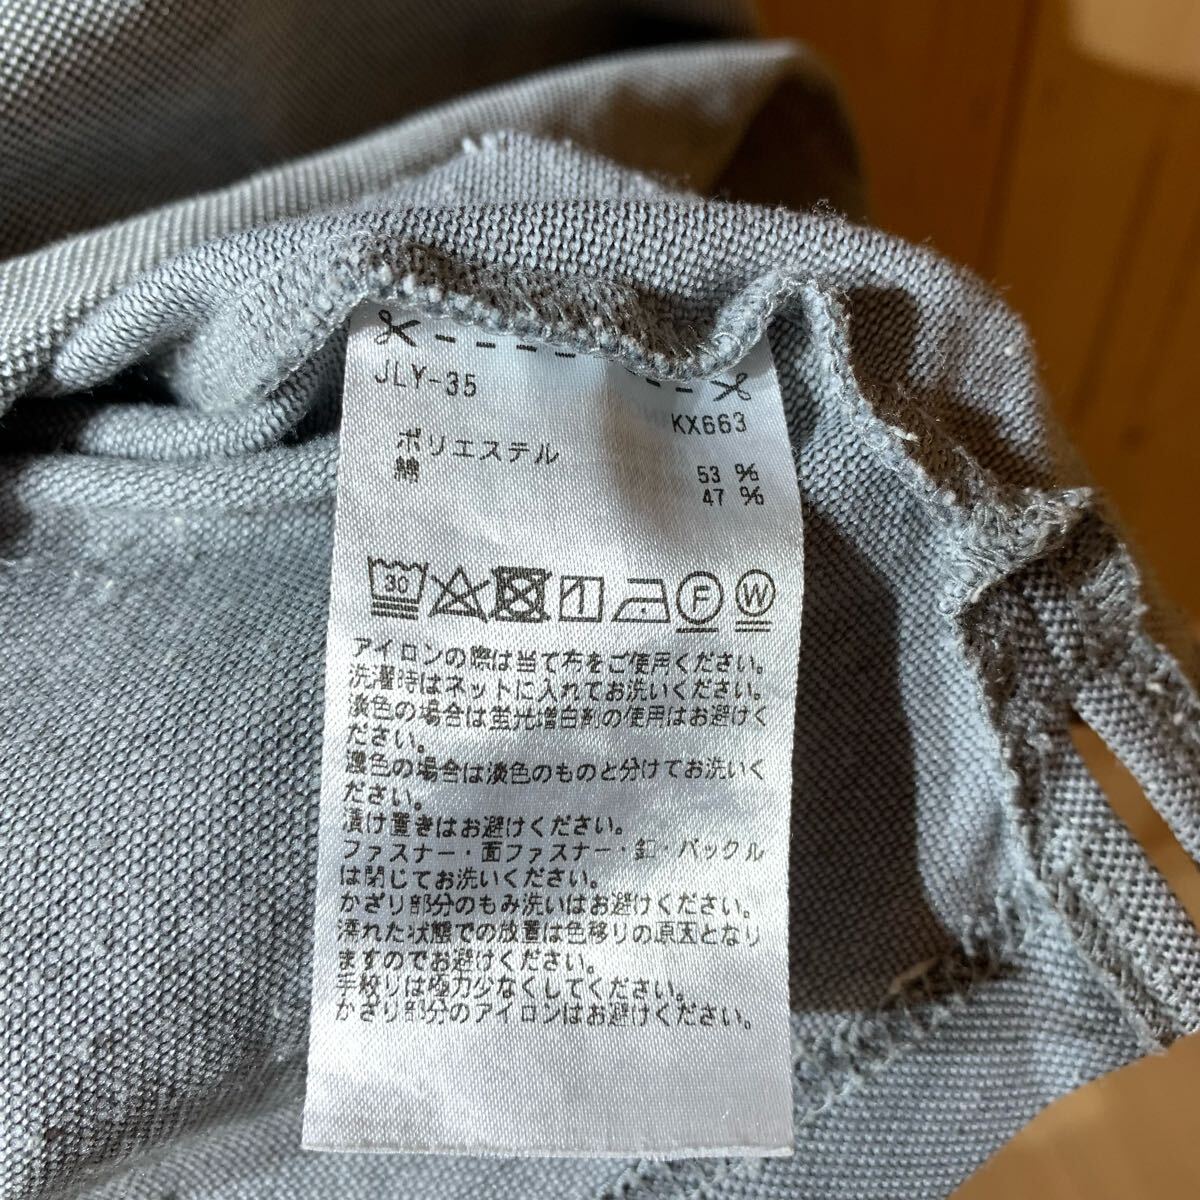 JLY-35
KX663
ポリエステル 53 %
綿 47 %
30 F W
アイロンの際は当て布をご使用ください。
洗濯時はネットに入れてお洗いください。
淡色の場合は蛍光増白剤の使用はお避けく
ださい。
濃色の場合は淡色のものと分けてお洗いく
ださい。
漬け置きはお避けください。
ファスナー・面ファスナー・釦・バックル
は閉じてお洗いください。
かざり部分のもみ洗いはお避けください。
濡れた状態での放置は色移りの原因となり
ますのでお避けください。
手絞りは極力少なくしてください。
かざり部分のアイロンはお避けください。